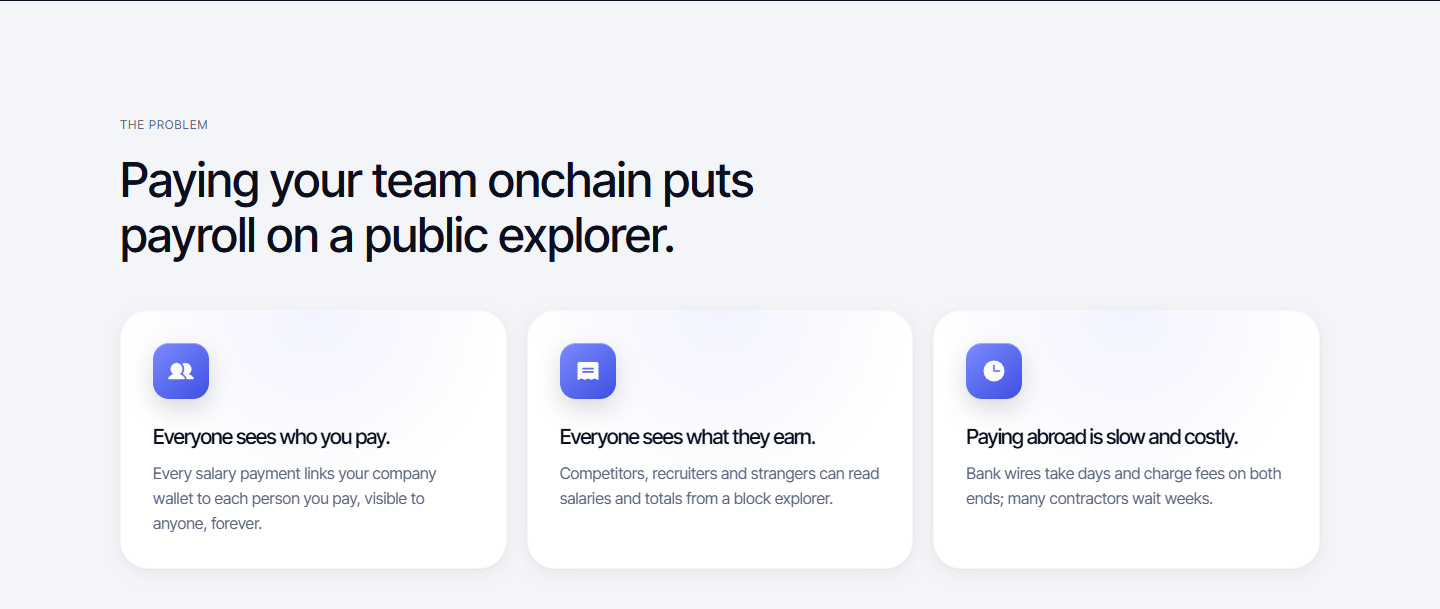 THE PROBLEM
Paying your team onchain puts
payroll on a public explorer.
Everyone sees who you pay.
Every salary payment links your company
wallet to each person you pay, visible to
anyone, forever.
Everyone sees what they earn.
Competitors, recruiters and strangers can read
salaries and totals from a block explorer.
Paying abroad is slow and costly.
Bank wires take days and charge fees on both
ends; many contractors wait weeks.